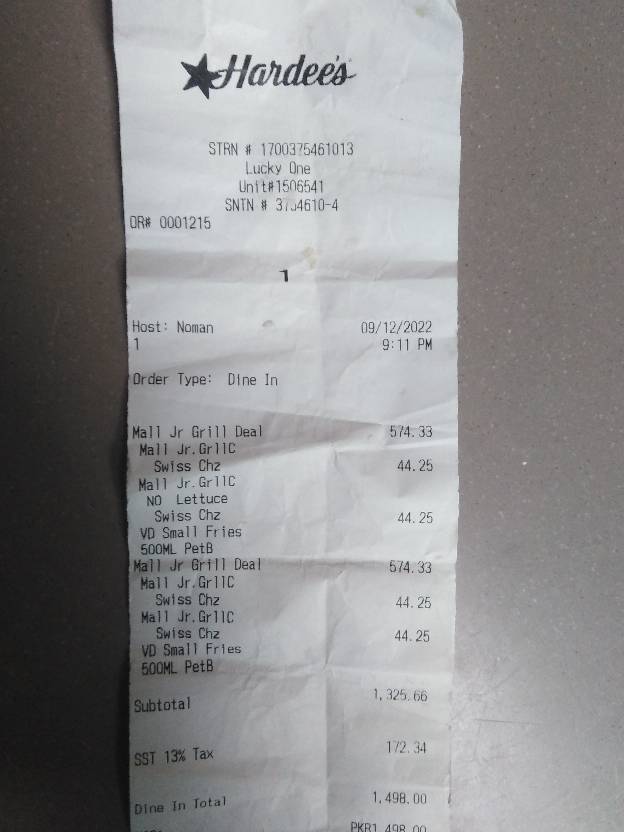 Hardee's
STRN # 1700375461013
Lucky One
Unit#1506541
SNTN #
OR# 0001215
1
Host: Noman 09/12/2022
1 9:11 PM
Order Type: Dine In
Mall Jr Grill Deal 574.33
Mall Jr.GrllC
Swiss Chz 44.25
Mall Jr.GrllC
NO Lettuce
Swiss Chz 44.25
VD Small Fries
500ML PetB
Mall Jr Grill Deal 574.33
Mall Jr.GrllC
Swiss Chz 44.25
Mall Jr.GrllC
Swiss Chz 44.25
VD Small Fries
500ML PetB
Subtotal 1,325.66
SST 13% Tax 172.34
Dine In Total 1,498.00
PKR1,498.00